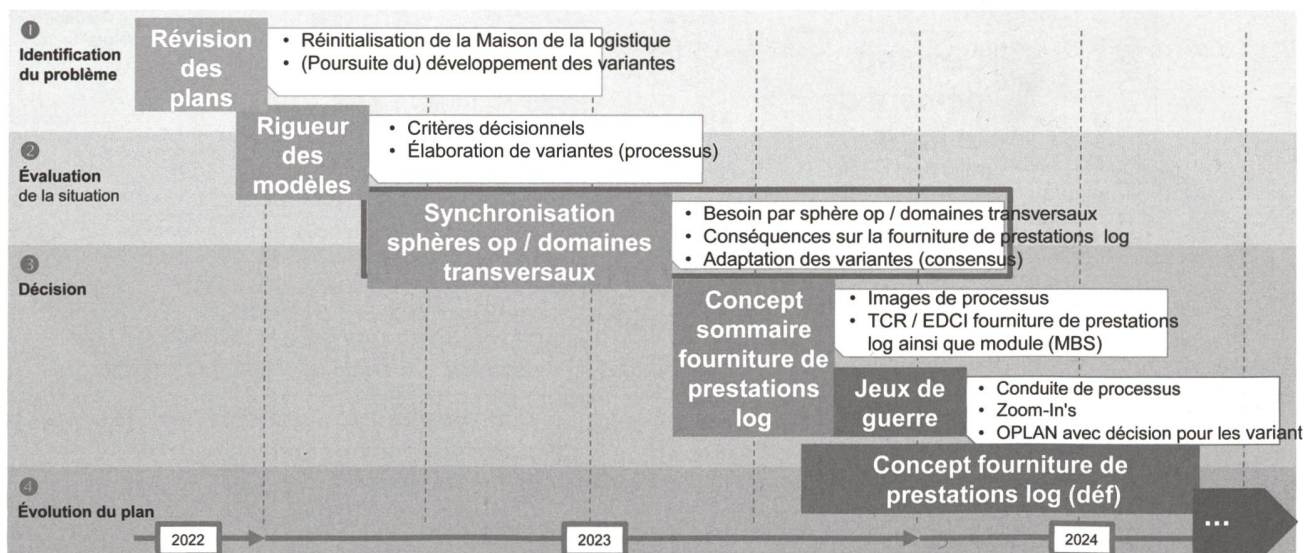 1
Identification
du problème
Révision
des
plans
• Réinitialisation de la Maison de la logistique
• (Poursuite du) développement des variantes
2
Évaluation
de la situation
Rigueur
des
modèles
• Critères décisionnels
• Élaboration de variantes (processus)
Synchronisation
sphères op / domaines
transversaux
• Besoin par sphère op / domaines transversaux
• Conséquences sur la fourniture de prestations log
• Adaptation des variantes (consensus)
3
Décision
Concept
sommaire
fourniture de
prestations
log
• Images de processus
• TCR / EDCI fourniture de prestations
log ainsi que module (MBS)
Jeux de
guerre
• Conduite de processus
• Zoom-In's
• OPLAN avec décision pour les variant
4
Évolution du plan
Concept fourniture de
prestations log (déf)
...
2022
2023
2024